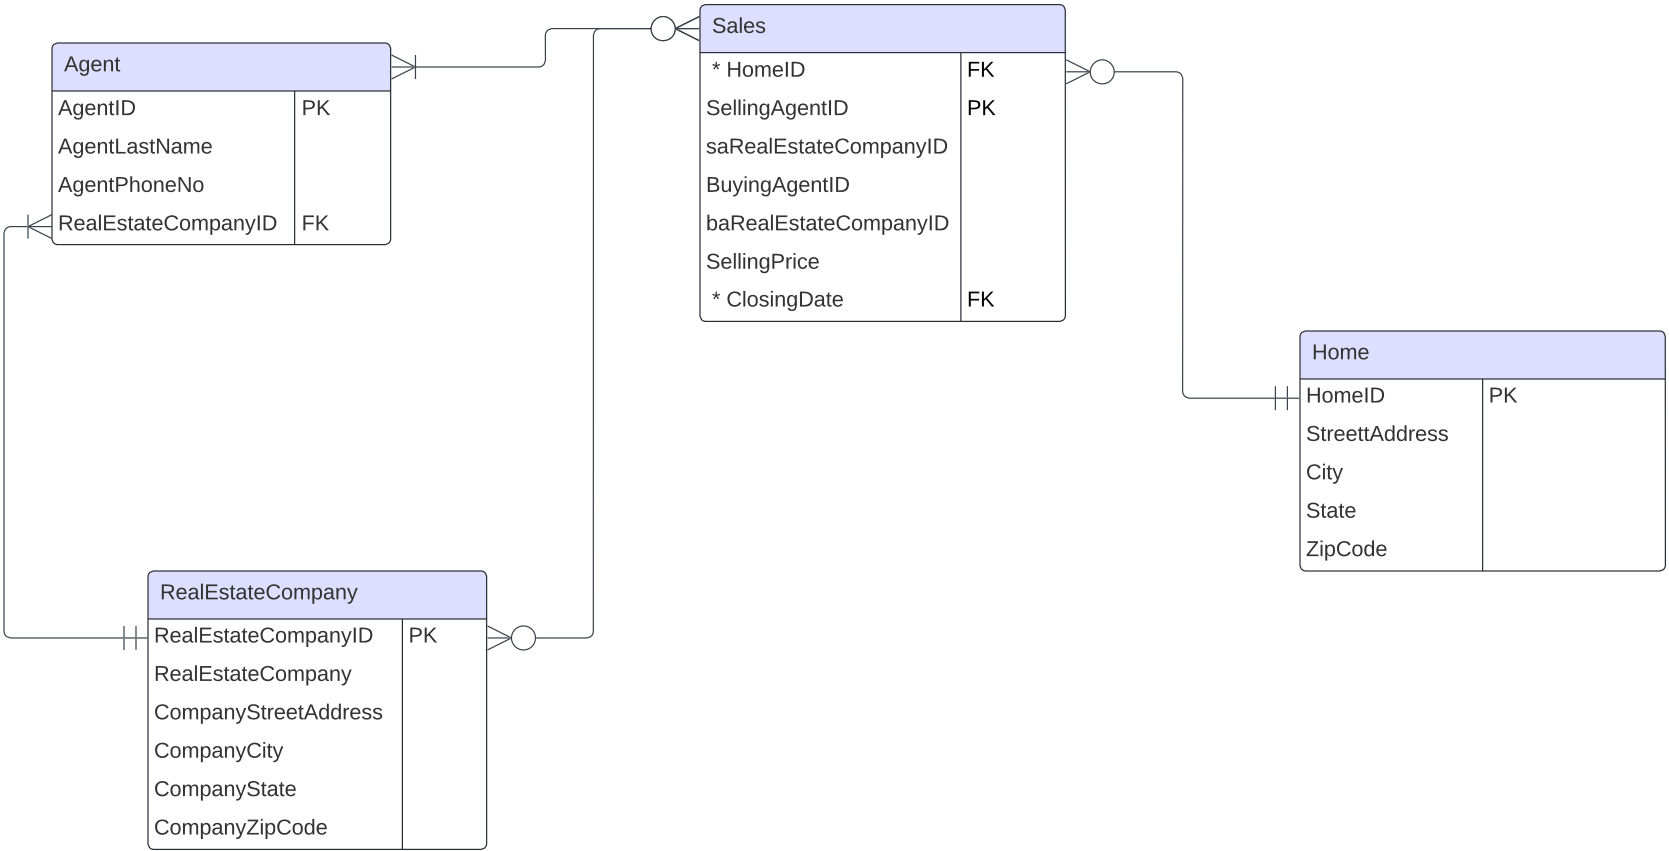 Agent
AgentID PK
AgentLastName
AgentPhoneNo
RealEstateCompanyID FK
Sales
* HomeID FK
SellingAgentID PK
saRealEstateCompanyID
BuyingAgentID
baRealEstateCompanyID
SellingPrice
* ClosingDate FK
Home
HomeID PK
StreettAddress
City
State
ZipCode
RealEstateCompany
RealEstateCompanyID PK
RealEstateCompany
CompanyStreetAddress
CompanyCity
CompanyState
CompanyZipCode